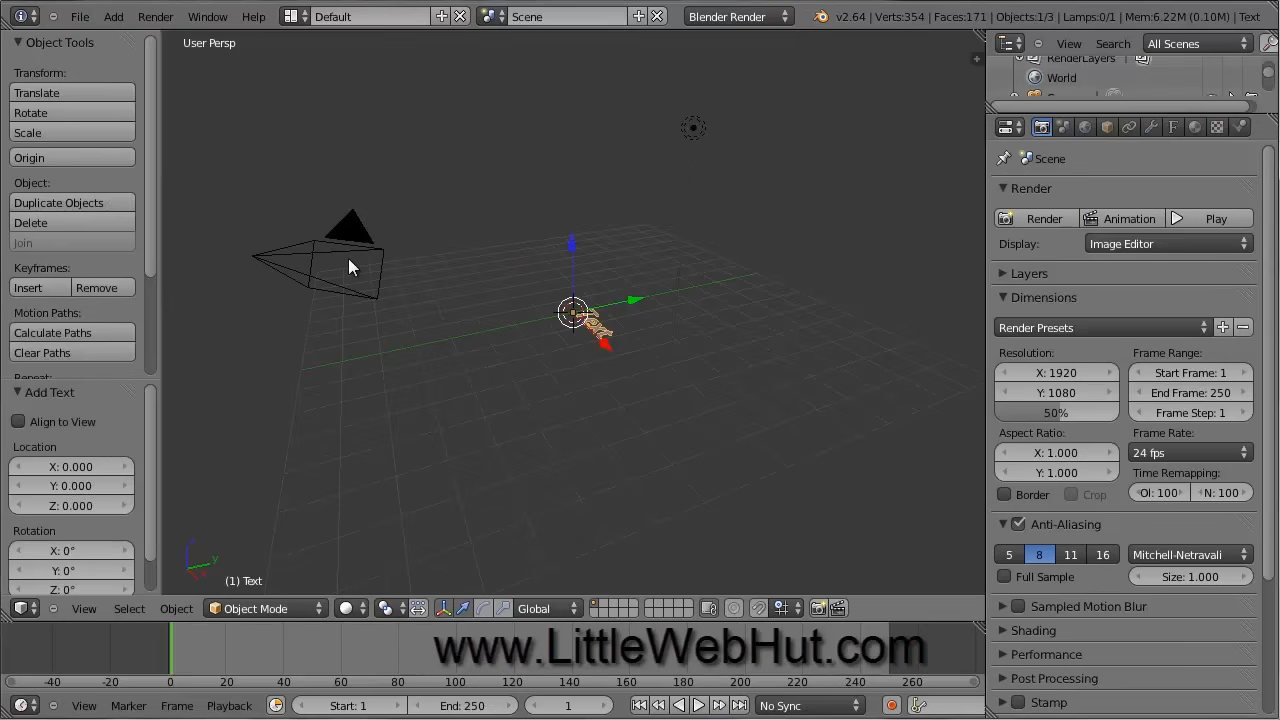 File Add Render Window Help Default Scene Blender Render v2.64 | Verts:354 | Faces:171 | Objects:1/3 | Lamps:0/1 | Mem:6.22M (0.10M) | Text
Object Tools
Transform:
Translate
Rotate
Scale
Origin
Object:
Duplicate Objects
Delete
Join
Keyframes:
Insert Remove
Motion Paths:
Calculate Paths
Clear Paths
Repeat:
Add Text
Align to View
Location
X: 0.000
Y: 0.000
Z: 0.000
Rotation
X: 0°
Y: 0°
Z: 0°
User Persp
(1) Text
View Select Object Object Mode Global
www.LittleWebHut.com
-40 -20 0 20 40 60 80 100 120 140 160 180 200 220 240 260 280
View Marker Frame Playback Start: 1 End: 250 1 No Sync
View Search All Scenes
RenderLayers
World
Scene
Render
Render Animation Play
Display: Image Editor
Layers
Dimensions
Render Presets
Resolution: Frame Range:
X: 1920 Start Frame: 1
Y: 1080 End Frame: 250
50% Frame Step: 1
Aspect Ratio: Frame Rate:
X: 1.000 24 fps
Y: 1.000 Time Remapping:
Border Crop Ol: 100 N: 100
Anti-Aliasing
5 8 11 16 Mitchell-Netravali
Full Sample Size: 1.000
Sampled Motion Blur
Shading
Performance
Post Processing
Stamp